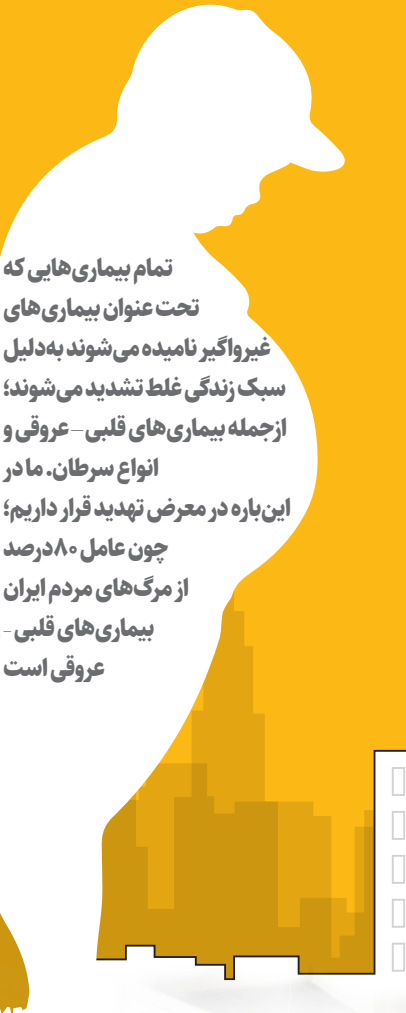 تمام بیماری‌هایی که
تحت عنوان بیماری‌های
غیرواگیر نامیده می‌شوند به‌دلیل
سبک زندگی غلط تشدید می‌شوند؛
ازجمله بیماری‌های قلبی–عروقی و
انواع سرطان. ما در
این‌باره در معرض تهدید قرار داریم؛
چون عامل ۸۰درصد
از مرگ‌های مردم ایران
بیماری‌های قلبی-
عروقی است